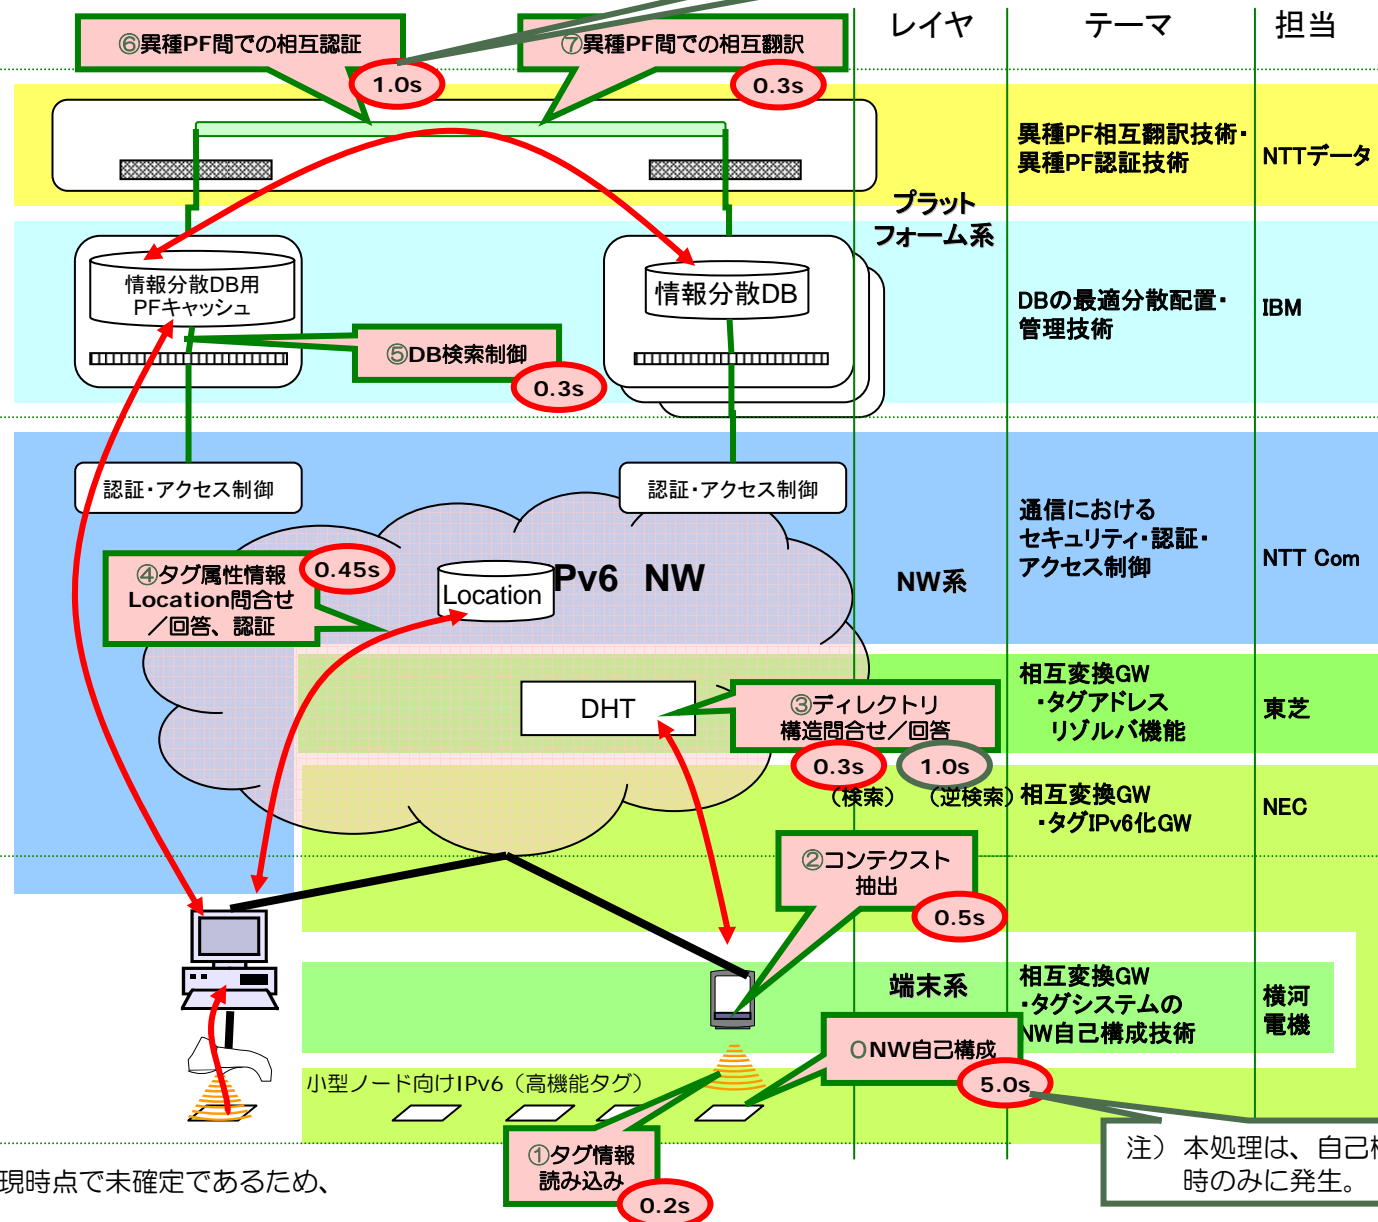 レイヤ
テーマ
担当
⑥異種PF間での相互認証
1.0s
⑦異種PF間での相互翻訳
0.3s
異種PF相互翻訳技術・
異種PF認証技術
NTTデータ
プラット
フォーム系
情報分散DB用
PFキャッシュ
情報分散DB
DBの最適分散配置・
管理技術
IBM
⑤DB検索制御
0.3s
認証・アクセス制御
認証・アクセス制御
通信における
セキュリティ・認証・
アクセス制御
NTT Com
④タグ属性情報
Location問合せ
／回答、認証
0.45s
Location
Pv6 NW
NW系
DHT
③ディレクトリ
構造問合せ／回答
0.3s
1.0s
（検索）
（逆検索）
相互変換GW
・タグアドレス
リゾルバ機能
東芝
相互変換GW
・タグIPv6化GW
NEC
②コンテクスト
抽出
0.5s
端末系
相互変換GW
・タグシステムの
NW自己構成技術
横河
電機
0NW自己構成
5.0s
小型ノード向けIPv6（高機能タグ）
①タグ情報
読み込み
0.2s
注） 本処理は、自己
時のみに発生。
現時点で未確定であるため、